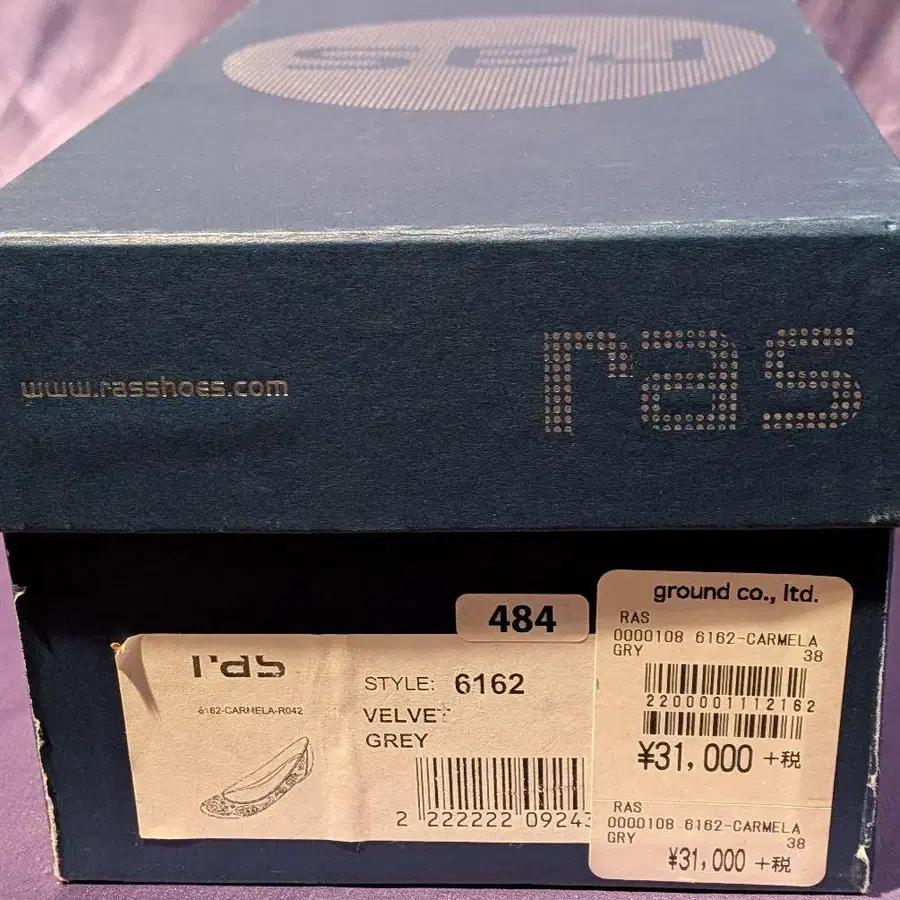 ras
www.rasshoes.com
ras
484
ras
6162-CARMELA-R042
STYLE: 6162
VELVET
GREY
2 222222 09243
ground co., ltd.
RAS
0000108 6162-CARMELA
GRY 38
2200001112162
¥31,000 +税
RAS
0000108 6162-CARMELA
GRY 38
¥31,000 +税